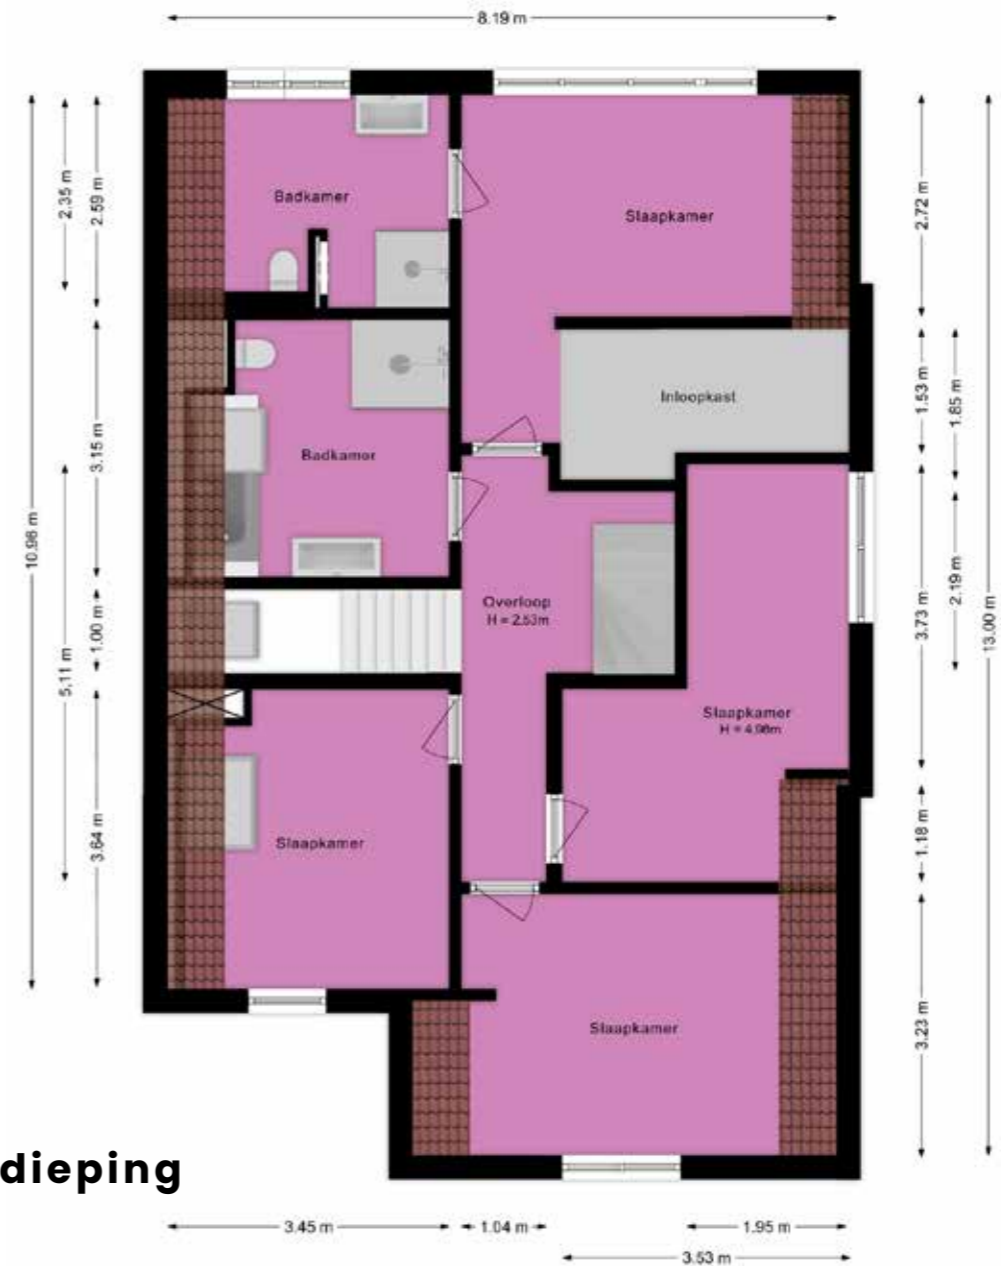 8.19 m
Badkamer
Slaapkamer
2.35 m
2.59 m
2.72 m
Inloopkast
1.53 m
1.85 m
Badkamer
3.15 m
10.98 m
Overloop
H = 2.53m
1.00 m
5.11 m
3.73 m
2.19 m
13.00 m
Slaapkamer
H = 4.98m
Slaapkamer
3.64 m
1.18 m
Slaapkamer
3.23 m
dieping
3.45 m
1.04 m
1.95 m
3.53 m